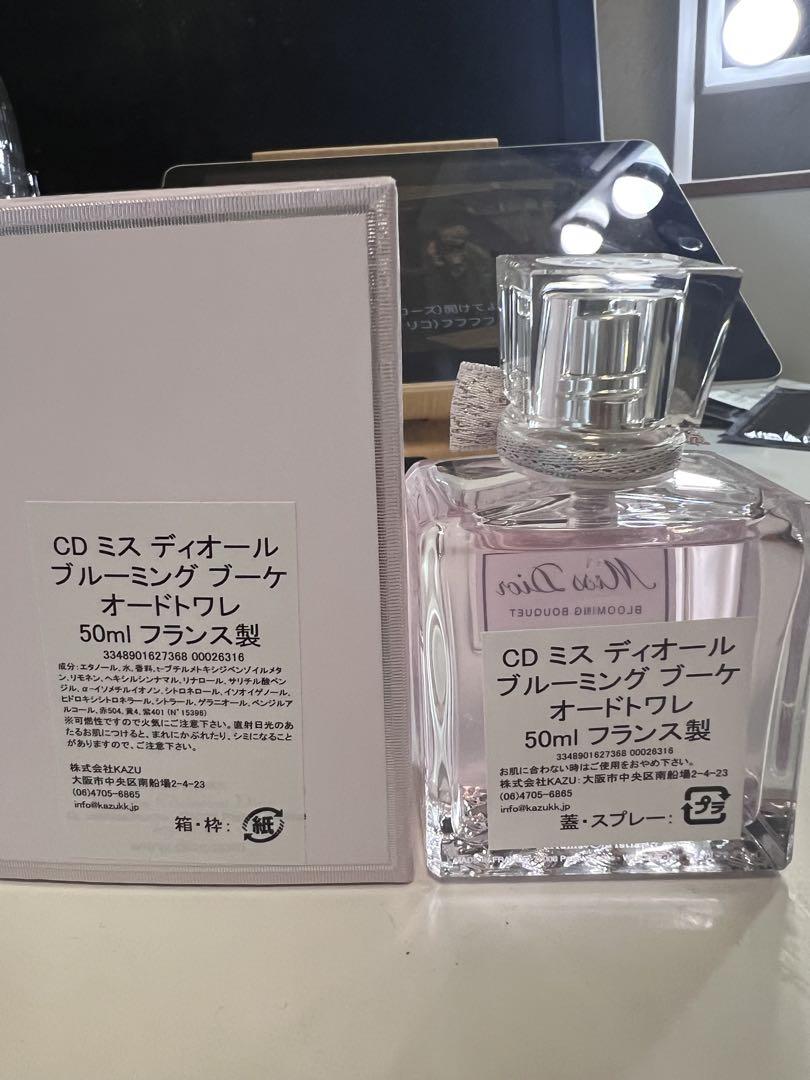 CD ミス ディオール
ブルーミング ブーケ
オードトワレ
50ml フランス製
3348901627368 00026316
成分:エタノール、水、香料、t-ブチルメトキシジベンゾイルメタ
ン、リモネン、ヘキシルシンナマル、リナロール、サリチル酸ベン
ジル、α-イソメチルイオノン、シトロネロール、イソオイゲノール、
ヒドロキシシトロネラール、シトラール、ゲラニオール、ベンジルア
ルコール、赤504、黄4、紫401 (N°15396)
※可燃性ですので火気にご注意下さい。直射日光のあ
たるお肌につけると、まれにかぶれたり、シミになること
がありますので、ご注意下さい。
株式会社KAZU
大阪市中央区南船場2-4-23
(06)4705-6865
info@kazukk.jp
箱・枠: 紙
Miss Dior
BLOOMING BOUQUET
CD ミス ディオール
ブルーミング ブーケ
オードトワレ
50ml フランス製
3348901627368 00026316
お肌に合わない時はご使用をおやめ下さい。
株式会社KAZU:大阪市中央区南船場2-4-23
(06)4705-6865
info@kazukk.jp
蓋・スプレー: プラ